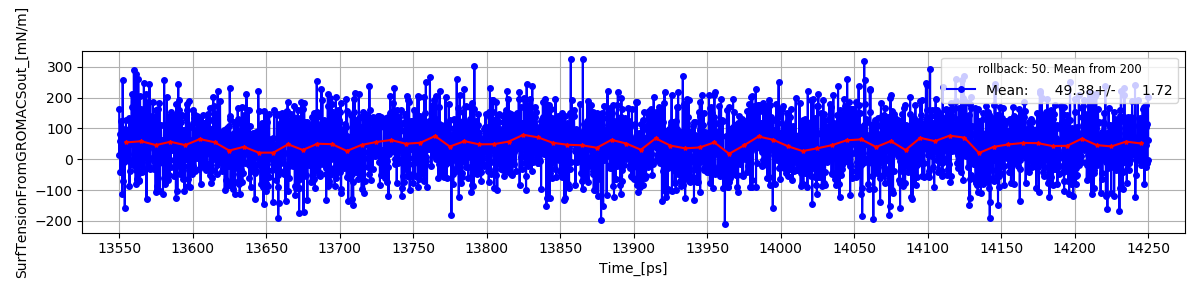 SurfTensionFromGROMACSout_[mN/m]
300
200
100
0
−100
−200
rollback: 50. Mean from 200
Mean: 49.38+/- 1.72
13550 13600 13650 13700 13750 13800 13850 13900 13950 14000 14050 14100 14150 14200 14250
Time_[ps]